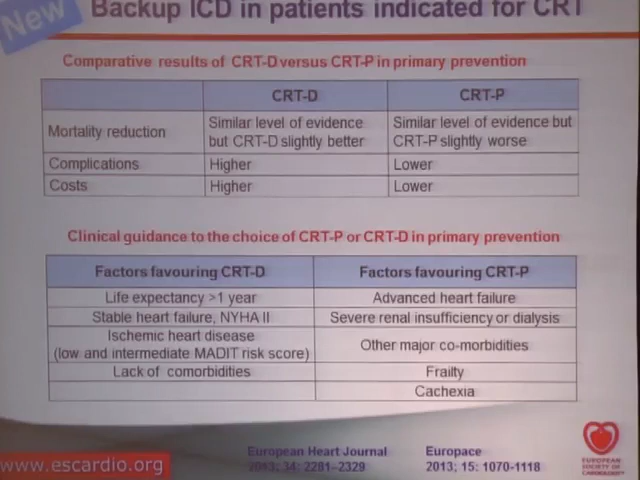 New
Backup ICD in patients indicated for CRT
Comparative results of CRT-D versus CRT-P in primary prevention
CRT-D CRT-P
Mortality reduction Similar level of evidence but CRT-D slightly better Similar level of evidence but CRT-P slightly worse
Complications Higher Lower
Costs Higher Lower
Clinical guidance to the choice of CRT-P or CRT-D in primary prevention
Factors favouring CRT-D Factors favouring CRT-P
Life expectancy >1 year Advanced heart failure
Stable heart failure, NYHA II Severe renal insufficiency or dialysis
Ischemic heart disease
(low and intermediate MADIT risk score) Other major co-morbidities
Lack of comorbidities Frailty
Cachexia
www.escardio.org
European Heart Journal
2013; 34: 2281–2329
Europace
2013; 15: 1070-1118
EUROPEAN
SOCIETY OF
CARDIOLOGY